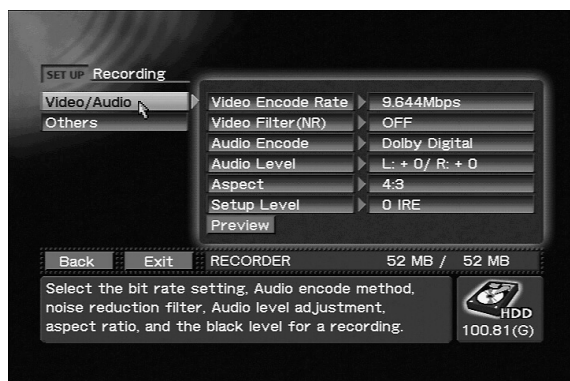 SET UP Recording
Video/Audio
Others
Video Encode Rate 9.644Mbps
Video Filter(NR) OFF
Audio Encode Dolby Digital
Audio Level L: + 0/ R: + 0
Aspect 4:3
Setup Level 0 IRE
Preview
Back Exit RECORDER 52 MB / 52 MB
Select the bit rate setting, Audio encode method,
noise reduction filter, Audio level adjustment,
aspect ratio, and the black level for a recording.
HDD
100.81(G)